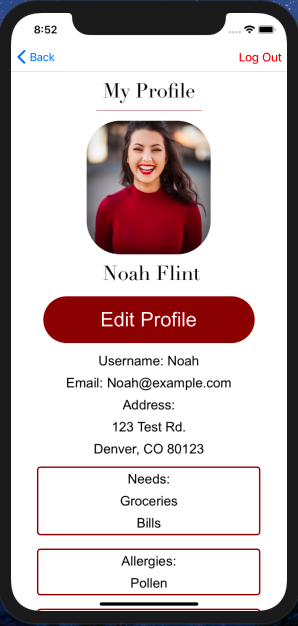 8:52
Back
Log Out
My Profile
Noah Flint
Edit Profile
Username: Noah
Email: Noah@example.com
Address:
123 Test Rd.
Denver, CO 80123
Needs:
Groceries
Bills
Allergies:
Pollen